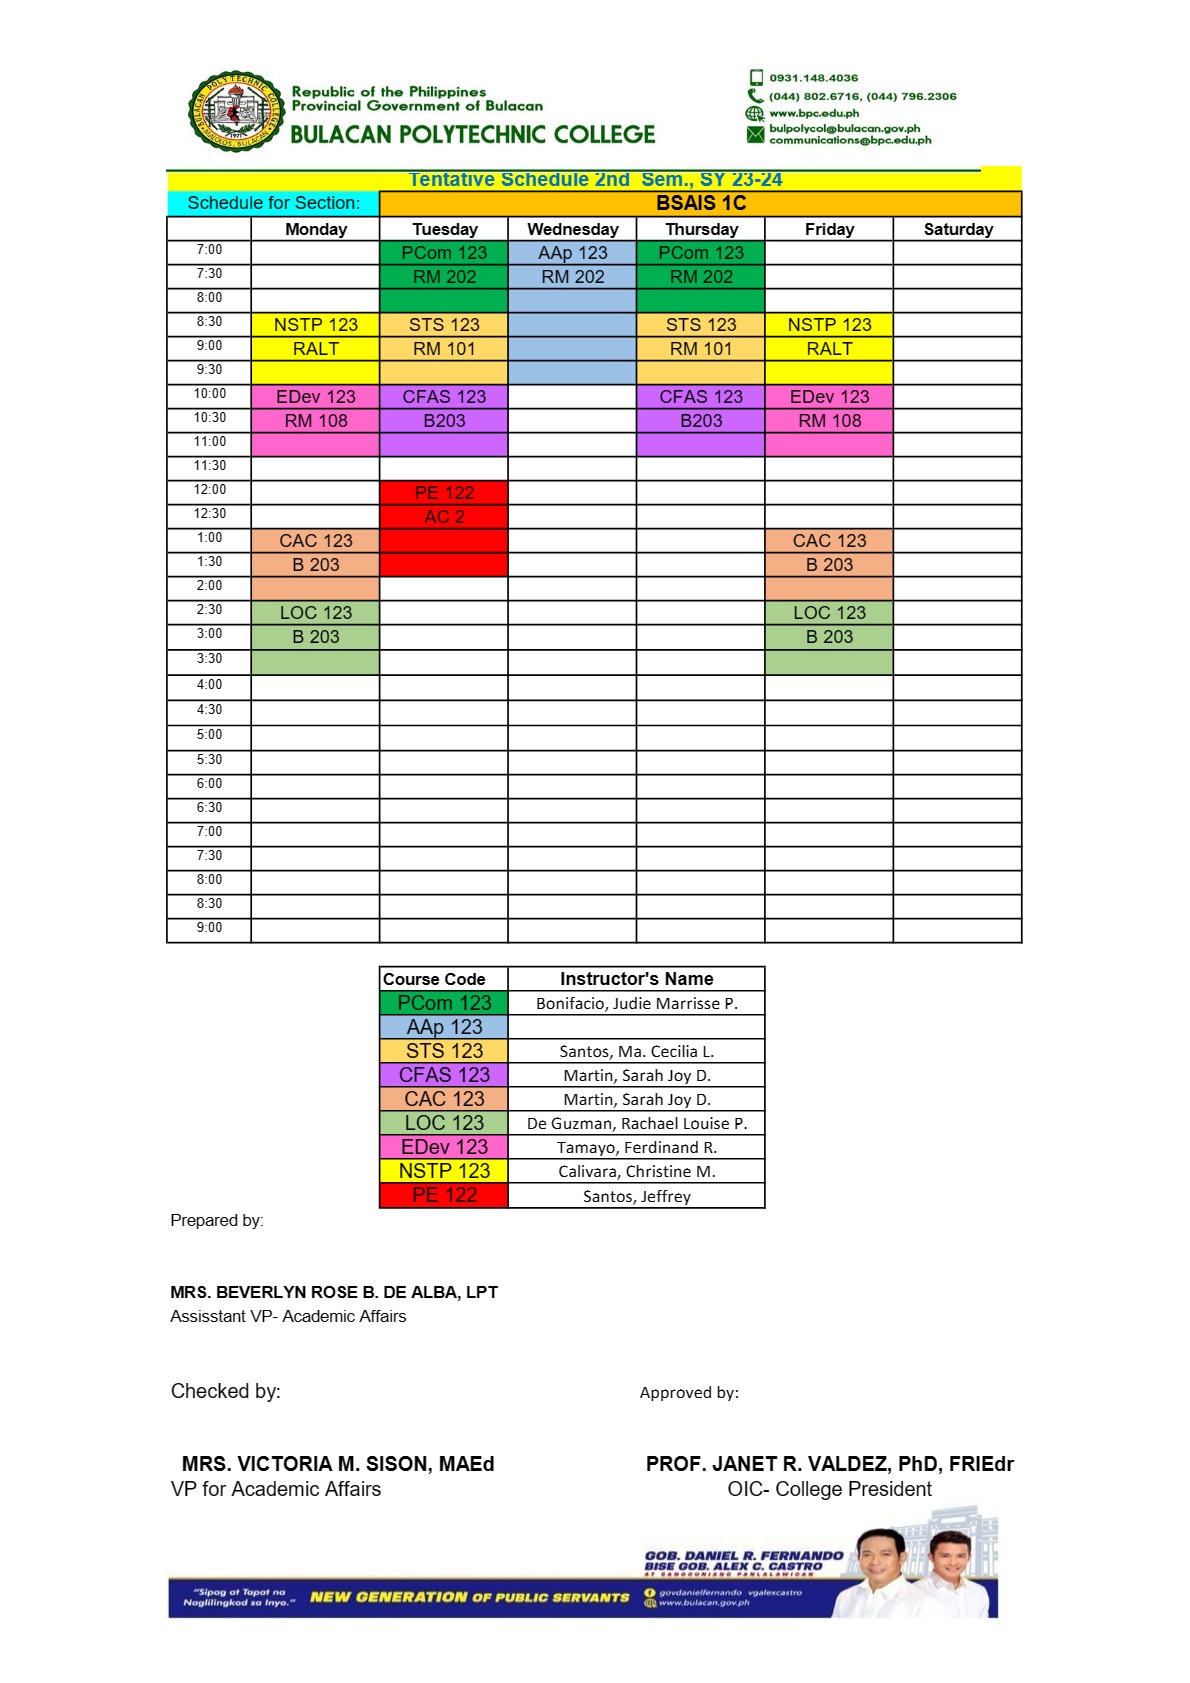 Republic of the Philippines
Provincial Government of Bulacan
BULACAN POLYTECHNIC COLLEGE
BULACAN POLYTECHNIC COLLEGE
1971
MALOLOS, BULACAN
0931.148.4036
(044) 802.6716, (044) 796.2306
www.bpc.edu.ph
bulpolycol@bulacan.gov.ph
communications@bpc.edu.ph
Tentative Schedule 2nd Sem., SY 23-24
Schedule for Section: BSAIS 1C
Monday Tuesday Wednesday Thursday Friday Saturday
7:00 PCom 123 AAp 123 PCom 123
7:30 RM 202 RM 202 RM 202
8:00
8:30 NSTP 123 STS 123 STS 123 NSTP 123
9:00 RALT RM 101 RM 101 RALT
9:30
10:00 EDev 123 CFAS 123 CFAS 123 EDev 123
10:30 RM 108 B203 B203 RM 108
11:00
11:30
12:00 PE 122
12:30 AC 2
1:00 CAC 123 CAC 123
1:30 B 203 B 203
2:00
2:30 LOC 123 LOC 123
3:00 B 203 B 203
3:30
4:00
4:30
5:00
5:30
6:00
6:30
7:00
7:30
8:00
8:30
9:00
Course Code Instructor's Name
PCom 123 Bonifacio, Judie Marrisse P.
AAp 123
STS 123 Santos, Ma. Cecilia L.
CFAS 123 Martin, Sarah Joy D.
CAC 123 Martin, Sarah Joy D.
LOC 123 De Guzman, Rachael Louise P.
EDev 123 Tamayo, Ferdinand R.
NSTP 123 Calivara, Christine M.
PE 122 Santos, Jeffrey
Prepared by:
MRS. BEVERLYN ROSE B. DE ALBA, LPT
Assisstant VP- Academic Affairs
Checked by: Approved by:
MRS. VICTORIA M. SISON, MAEd PROF. JANET R. VALDEZ, PhD, FRIEdr
VP for Academic Affairs OIC- College President
GOB. DANIEL R. FERNANDO
BISE GOB. ALEX C. CASTRO
AT SANGGUNIANG PANLALAWIGAN
"Sipag at Tapat na
Naglilingkod sa Inyo."
NEW GENERATION OF PUBLIC SERVANTS
govdanielfernando vgalexcastro
www.bulacan.gov.ph